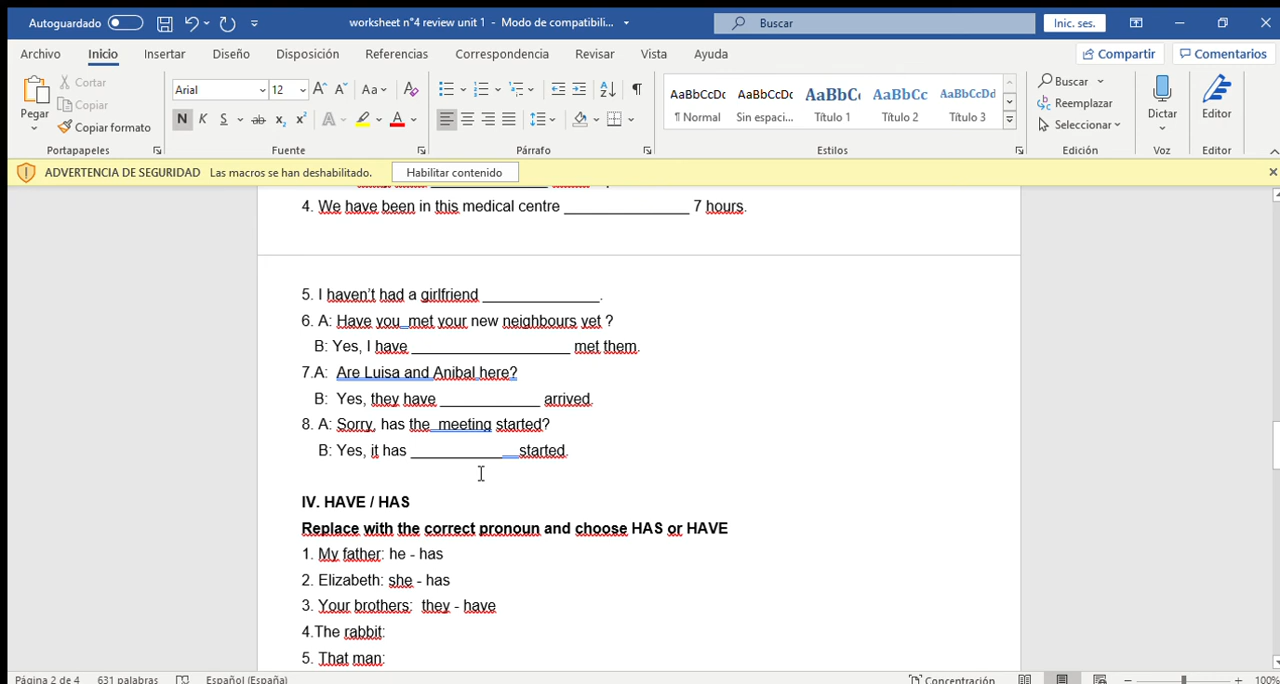 Autoguardado worksheet n°4 review unit 1 - Modo de compatibili... Buscar Inic. ses.
Archivo Inicio Insertar Diseño Disposición Referencias Correspondencia Revisar Vista Ayuda Compartir Comentarios
Pegar Cortar Copiar Copiar formato
Arial 12 A A Aa A
N K S ab x₂ x² A A
AaBbCcDc AaBbCcDc AaBbC AaBbCc AaBbCcDd
¶ Normal Sin espaci... Título 1 Título 2 Título 3
Buscar Reemplazar Seleccionar Dictar Editor
Portapapeles Fuente Párrafo Estilos Edición Voz Editor
ADVERTENCIA DE SEGURIDAD Las macros se han deshabilitado. Habilitar contenido
4. We have been in this medical centre ________________ 7 hours.
5. I haven't had a girlfriend _______________.
6. A: Have you met your new neighbours yet ?
B: Yes, I have ____________________ met them.
7.A: Are Luisa and Anibal here?
B: Yes, they have _____________ arrived.
8. A: Sorry, has the meeting started?
B: Yes, it has ______________ started.
IV. HAVE / HAS
Replace with the correct pronoun and choose HAS or HAVE
1. My father: he - has
2. Elizabeth: she - has
3. Your brothers: they - have
4.The rabbit:
5. That man:
Página 2 de 4 631 palabras Español (España) Concentración 100%